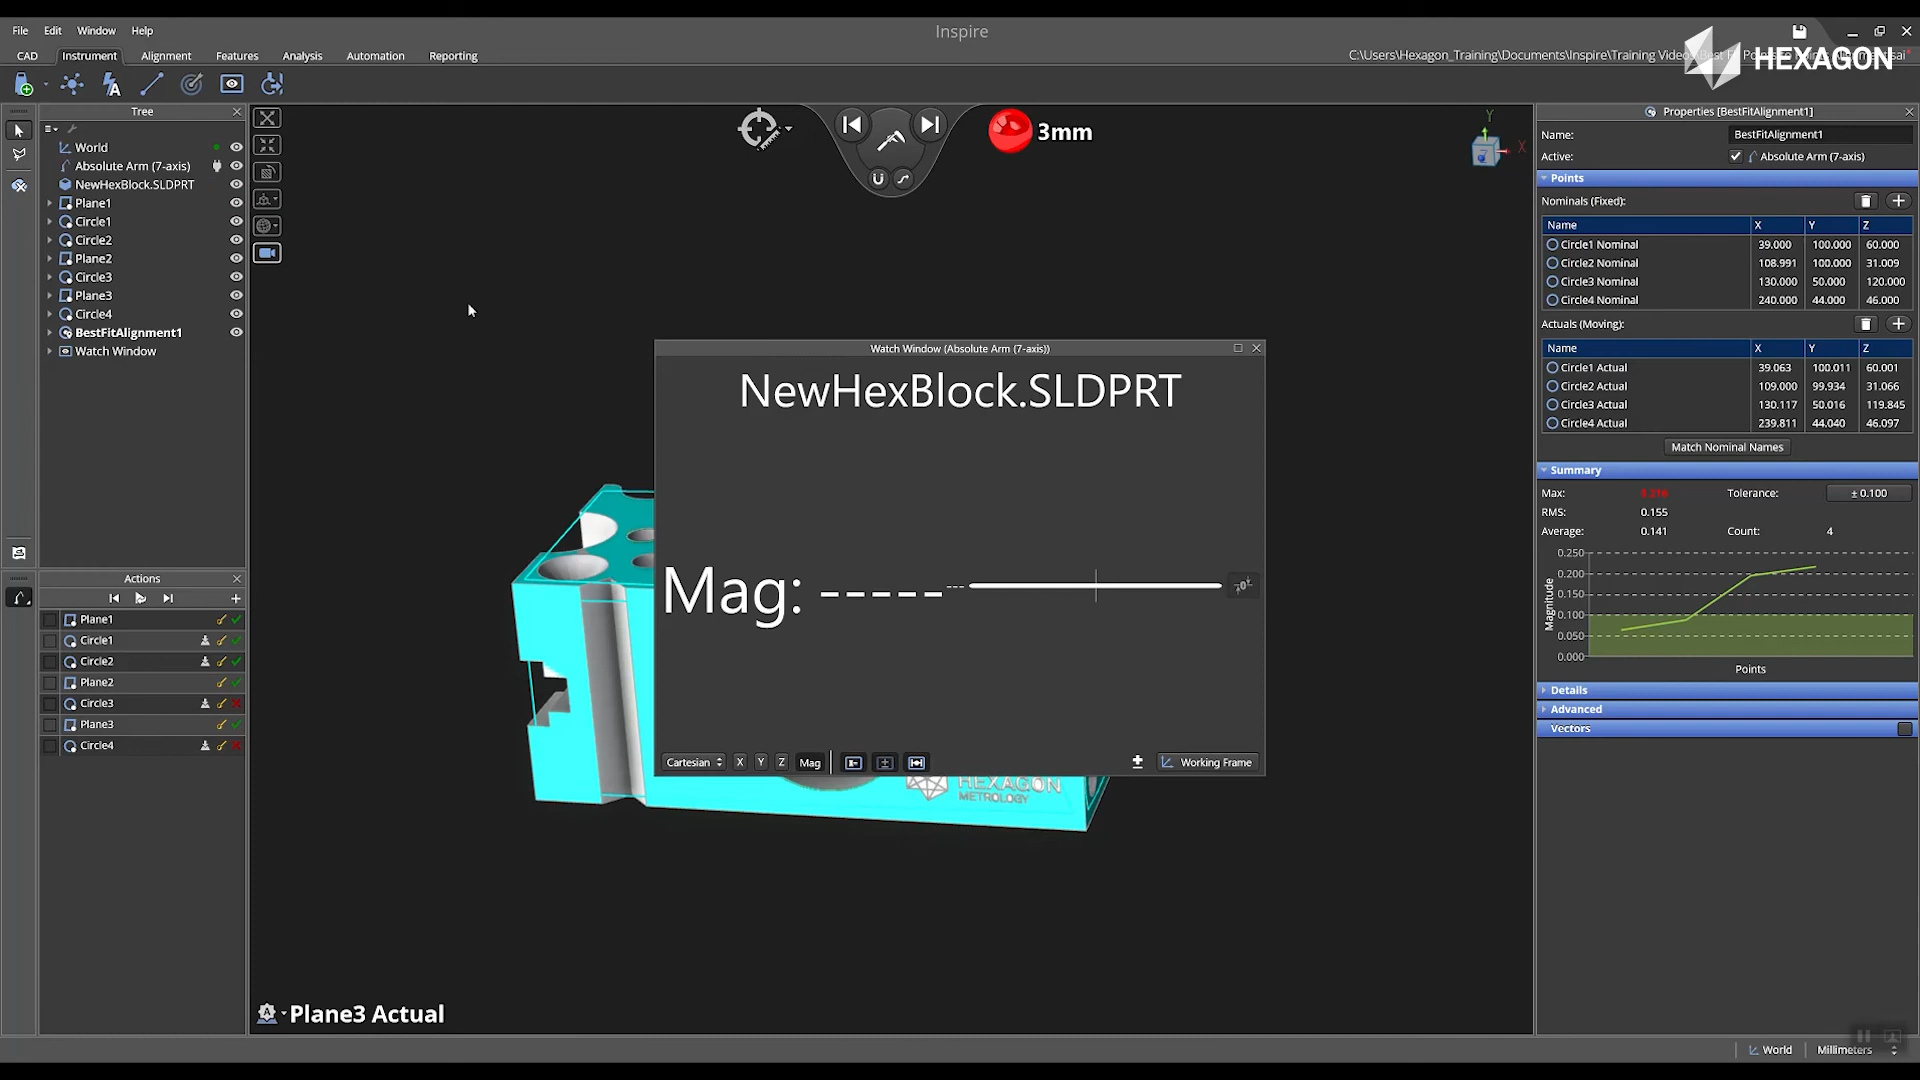 File Edit Window Help
Inspire
CAD Instrument Alignment Features Analysis Automation Reporting
C:\Users\Hexagon_Training\Documents\Inspire\Training Video
HEXAGON
Tree
World
Absolute Arm (7-axis)
NewHexBlock.SLDPRT
Plane1
Circle1
Circle2
Plane2
Circle3
Plane3
Circle4
BestFitAlignment1
Watch Window
Actions
Plane1
Circle1
Circle2
Plane2
Circle3
Plane3
Circle4
3mm
Y
X
Watch Window (Absolute Arm (7-axis))
NewHexBlock.SLDPRT
Mag: -----
Cartesian X Y Z Mag Working Frame
HEXAGON
METROLOGY
Plane3 Actual
Properties [BestFitAlignment1]
Name: BestFitAlignment1
Active: Absolute Arm (7-axis)
Points
Nominals (Fixed):
Name X Y Z
Circle1 Nominal 39.000 100.000 60.000
Circle2 Nominal 108.991 100.000 31.009
Circle3 Nominal 130.000 50.000 120.000
Circle4 Nominal 240.000 44.000 46.000
Actuals (Moving):
Name X Y Z
Circle1 Actual 39.063 100.011 60.001
Circle2 Actual 109.000 99.934 31.066
Circle3 Actual 130.117 50.016 119.845
Circle4 Actual 239.811 44.040 46.097
Match Nominal Names
Summary
Max: Tolerance: ± 0.100
RMS: 0.155
Average: 0.141 Count: 4
0.250
0.200
0.150
0.100
0.050
0.000
Magnitude
Points
Details
Advanced
Vectors
World Millimeters